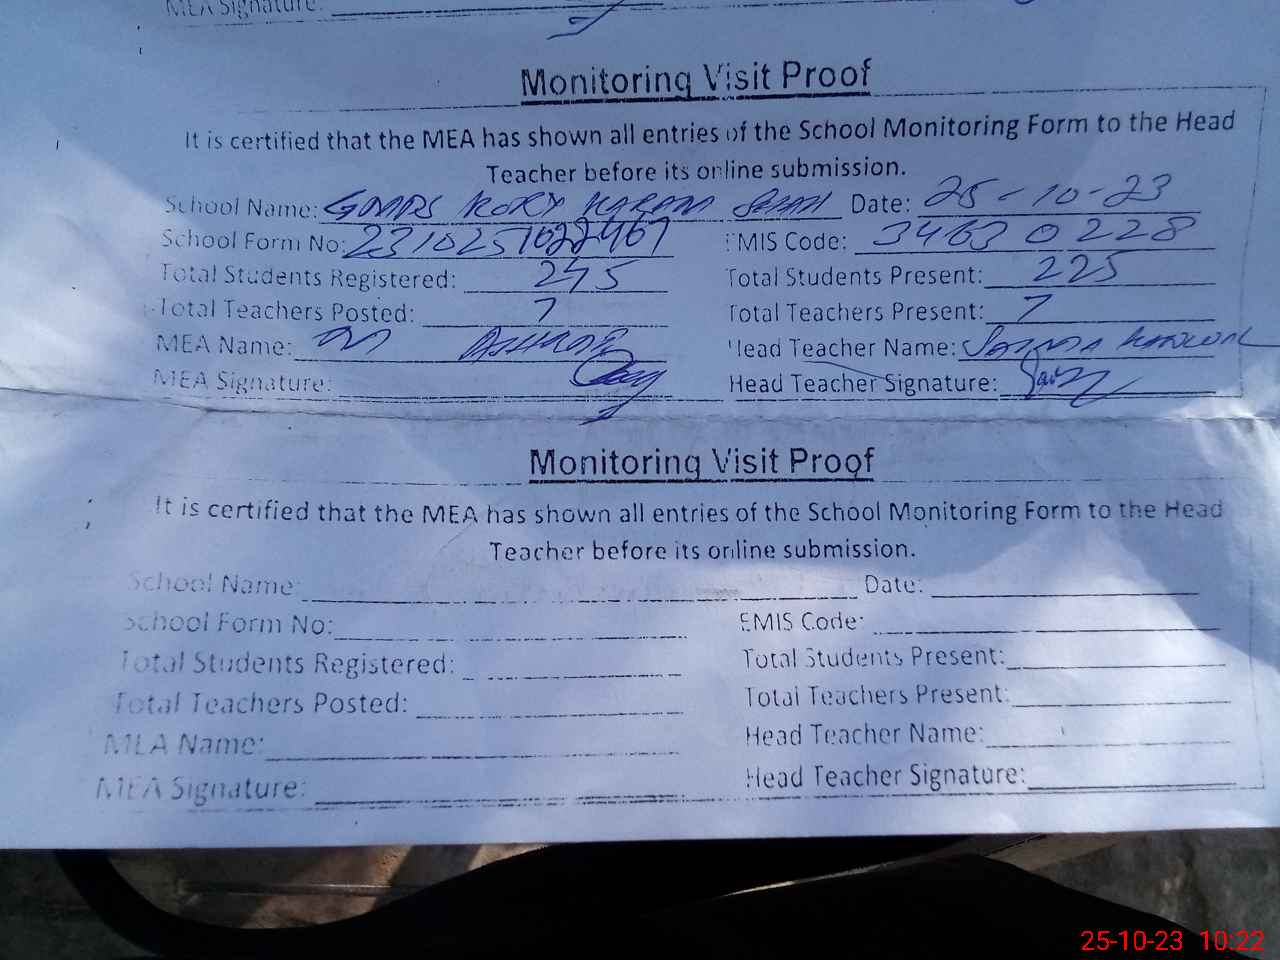 MEA Signature:
Monitoring Visit Proof
It is certified that the MEA has shown all entries of the School Monitoring Form to the Head
Teacher before its online submission.
School Name: KARAM SHAH Date: 25-10-23
School Form No: EMIS Code: 34630228
Total Students Registered: 245 Total Students Present: 225
Total Teachers Posted: 7 Total Teachers Present: 7
MEA Name: M Head Teacher Name:
MEA Signature: Head Teacher Signature:
Monitoring Visit Proof
It is certified that the MEA has shown all entries of the School Monitoring Form to the Head
Teacher before its online submission.
School Name: Date:
School Form No: EMIS Code:
Total Students Registered: Total Students Present:
Total Teachers Posted: Total Teachers Present:
MEA Name: Head Teacher Name:
MEA Signature: Head Teacher Signature:
25-10-23 10:22